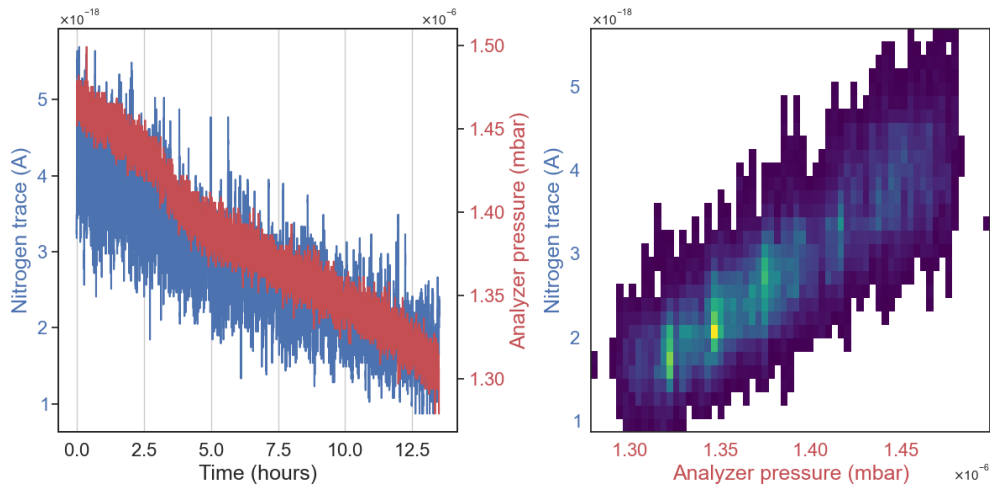 ×10⁻¹⁸
×10⁻⁶
5
4
3
2
1
Nitrogen trace (A)
1.50
1.45
1.40
1.35
1.30
Analyzer pressure (mbar)
0.0 2.5 5.0 7.5 10.0 12.5
Time (hours)
×10⁻¹⁸
5
4
3
2
1
Nitrogen trace (A)
1.30 1.35 1.40 1.45
Analyzer pressure (mbar)
×10⁻⁶